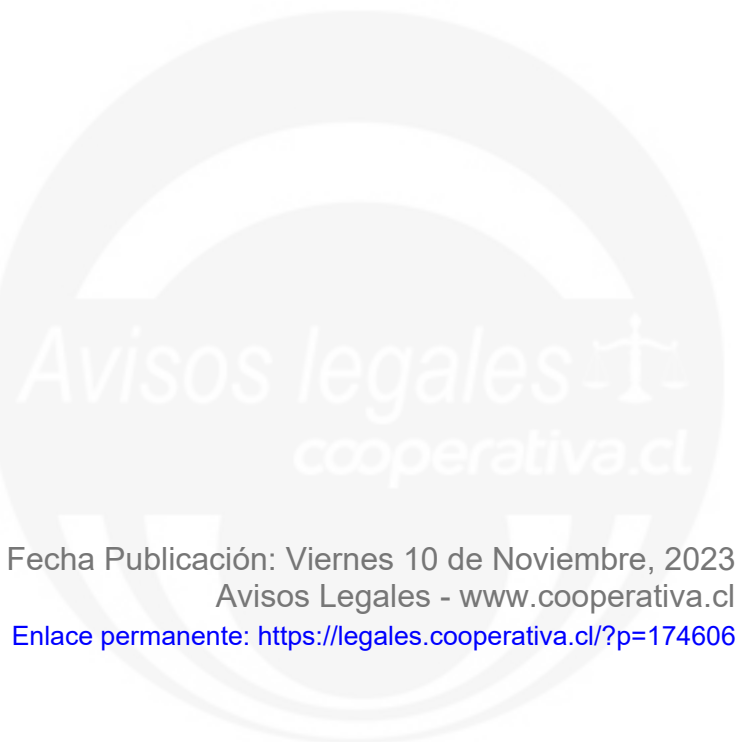 Avisos legales
cooperativa.cl
Fecha Publicación: Viernes 10 de Noviembre, 2023
Avisos Legales - www.cooperativa.cl
Enlace permanente: https://legales.cooperativa.cl/?p=174606